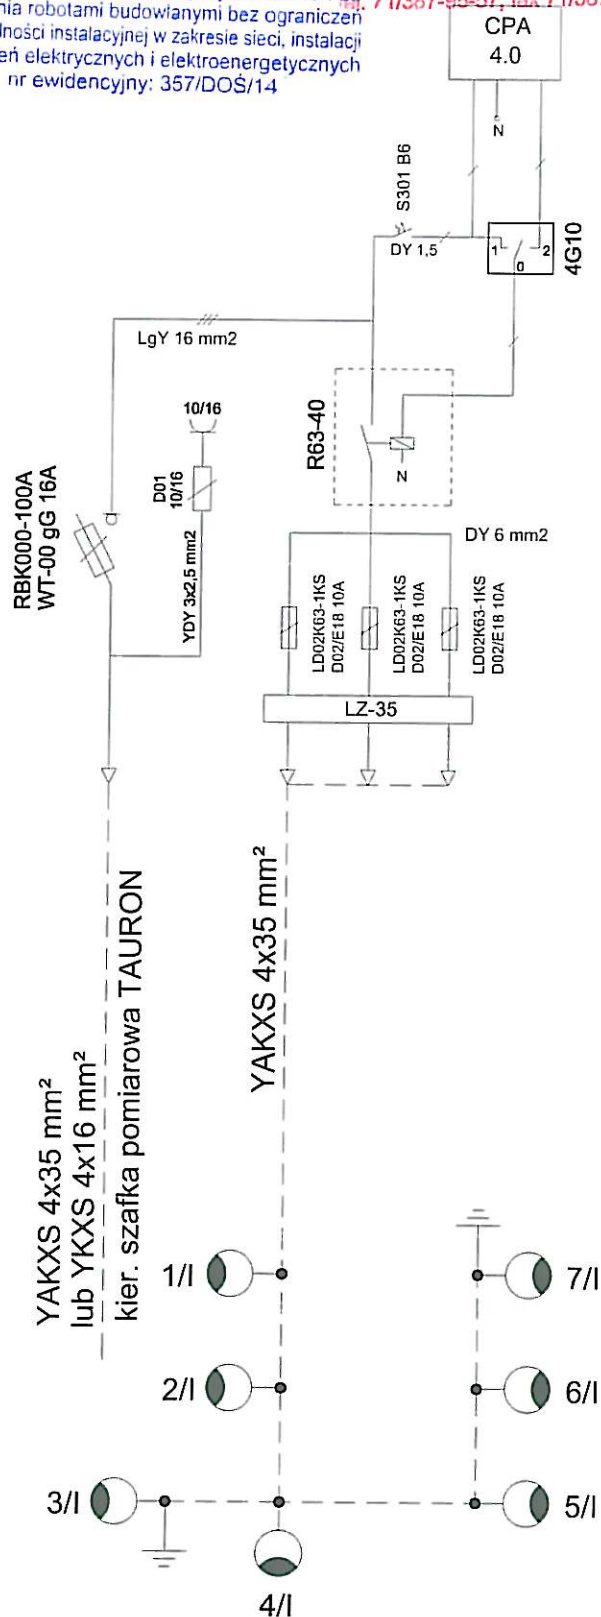 nia robotami budowlanymi bez ograniczeń
lności instalacyjnej w zakresie sieci, instalacji
eń elektrycznych i elektroenergetycznych
nr ewidencyjny: 357/DOŚ/14
CPA
4.0
N
S301 B6
DY 1,5
1
2
0
4G10
LgY 16 mm2
10/16
D01
10/16
R63-40
N
RBK000-100A
WT-00 gG 16A
YDY 3x2,5 mm2
DY 6 mm2
LD02K63-1KS
D02/E18 10A
LD02K63-1KS
D02/E18 10A
LD02K63-1KS
D02/E18 10A
LZ-35
YAKXS 4x35 mm²
lub YKXS 4x16 mm²
kier. szafka pomiarowa TAURON
YAKXS 4x35 mm²
1/I
7/I
2/I
6/I
3/I
5/I
4/I